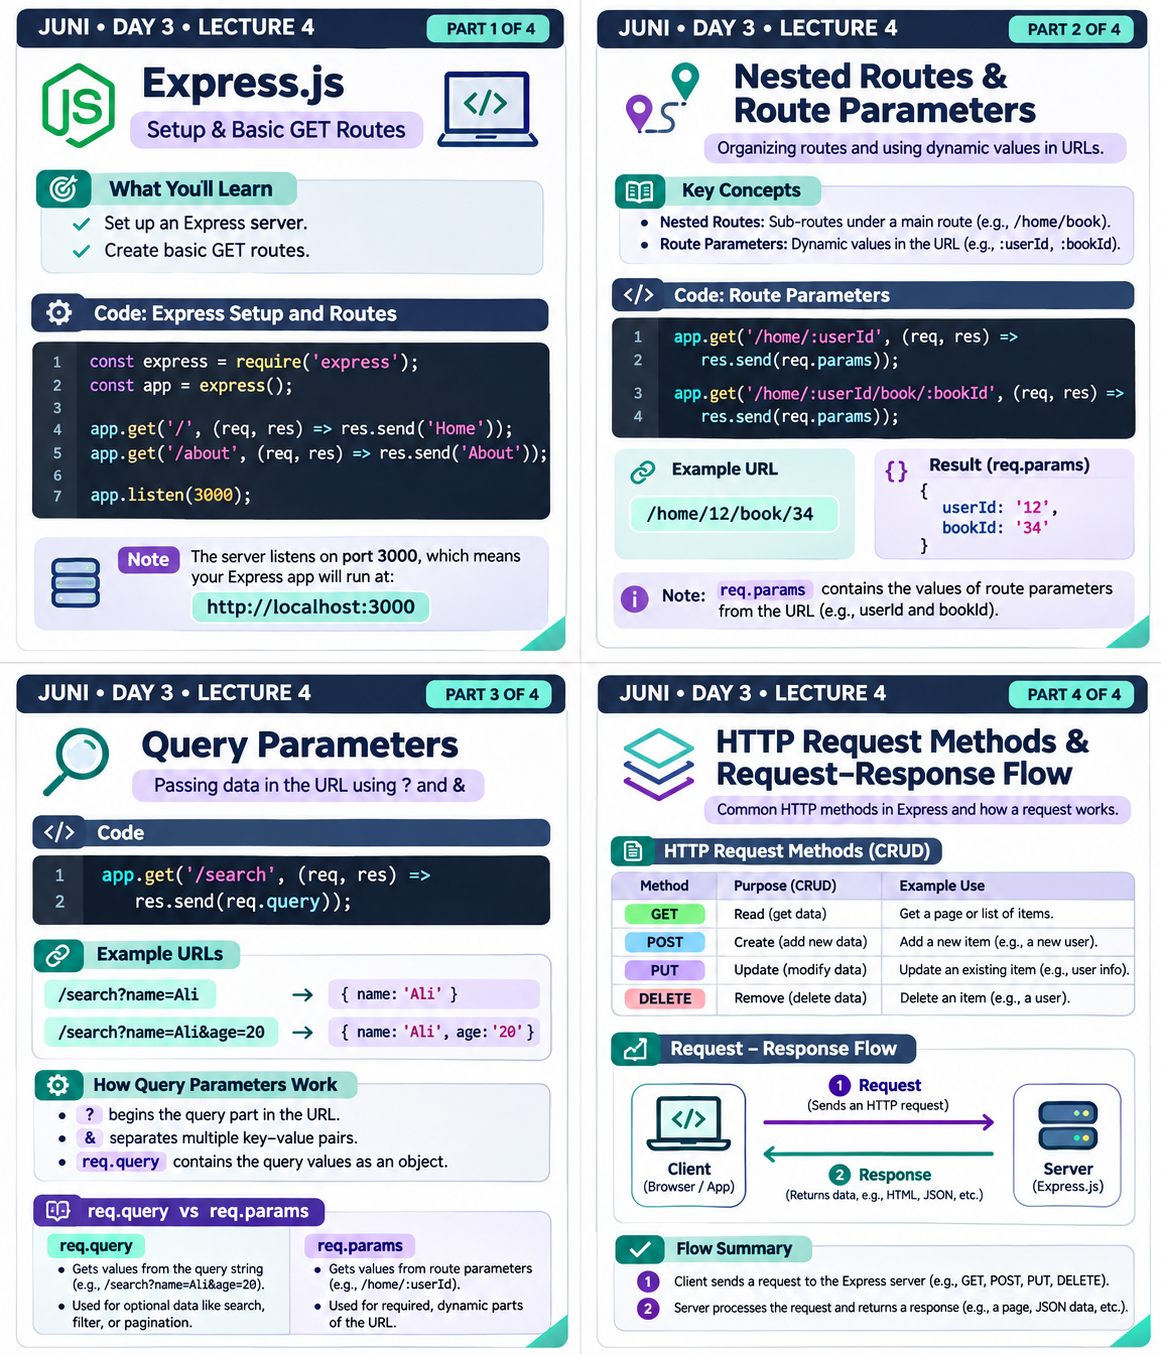 JUNI • DAY 3 • LECTURE 4
PART 1 OF 4
JS
Express.js
</>
Setup & Basic GET Routes
What You'll Learn
Set up an Express server.
Create basic GET routes.
Code: Express Setup and Routes
1 const express = require('express');
2 const app = express();
3
4 app.get('/', (req, res) => res.send('Home'));
5 app.get('/about', (req, res) => res.send('About'));
6
7 app.listen(3000);
Note
The server listens on port 3000, which means
your Express app will run at:
http://localhost:3000
JUNI • DAY 3 • LECTURE 4
PART 2 OF 4
Nested Routes &
Route Parameters
Organizing routes and using dynamic values in URLs.
Key Concepts
• Nested Routes: Sub-routes under a main route (e.g., /home/book).
• Route Parameters: Dynamic values in the URL (e.g., :userId, :bookId).
</> Code: Route Parameters
1 app.get('/home/:userId', (req, res) =>
2 res.send(req.params));
3 app.get('/home/:userId/book/:bookId', (req, res) =>
4 res.send(req.params));
Example URL
/home/12/book/34
{} Result (req.params)
{
userId: '12',
bookId: '34'
}
i Note: req.params contains the values of route parameters
from the URL (e.g., userId and bookId).
JUNI • DAY 3 • LECTURE 4
PART 3 OF 4
Query Parameters
Passing data in the URL using ? and &
</> Code
1 app.get('/search', (req, res) =>
2 res.send(req.query));
Example URLs
/search?name=Ali → { name: 'Ali' }
/search?name=Ali&age=20 → { name: 'Ali', age: '20' }
How Query Parameters Work
• ? begins the query part in the URL.
• & separates multiple key-value pairs.
• req.query contains the query values as an object.
req.query vs req.params
req.query
• Gets values from the query string
(e.g., /search?name=Ali&age=20).
• Used for optional data like search,
filter, or pagination.
req.params
• Gets values from route parameters
(e.g., /home/:userId).
• Used for required, dynamic parts
of the URL.
JUNI • DAY 3 • LECTURE 4
PART 4 OF 4
HTTP Request Methods &
Request-Response Flow
Common HTTP methods in Express and how a request works.
HTTP Request Methods (CRUD)
Method Purpose (CRUD) Example Use
GET Read (get data) Get a page or list of items.
POST Create (add new data) Add a new item (e.g., a new user).
PUT Update (modify data) Update an existing item (e.g., user info).
DELETE Remove (delete data) Delete an item (e.g., a user).
Request – Response Flow
</>
Client
(Browser / App)
1 Request
(Sends an HTTP request)
2 Response
(Returns data, e.g., HTML, JSON, etc.)
Server
(Express.js)
Flow Summary
1 Client sends a request to the Express server (e.g., GET, POST, PUT, DELETE).
2 Server processes the request and returns a response (e.g., a page, JSON data, etc.).